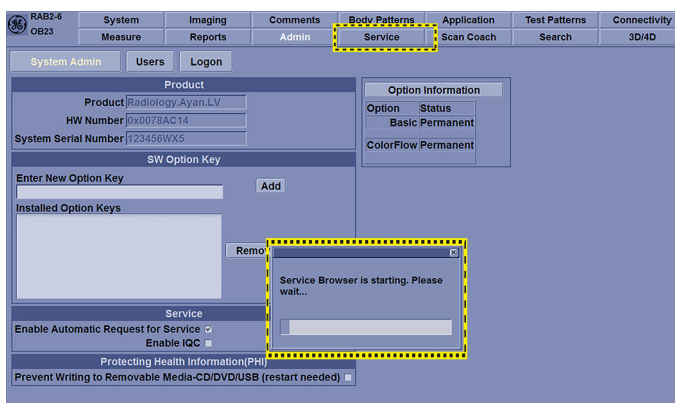 RAB2-6
OB23
System Imaging Comments Body Patterns Application Test Patterns Connectivity
Measure Reports Admin Service Scan Coach Search 3D/4D
System Admin Users Logon
Product
Product Radiology.Ayan.LV
HW Number 0x0078AC14
System Serial Number 123456WX5
SW Option Key
Enter New Option Key
Add
Installed Option Keys
Remov
Service
Enable Automatic Request for Service
Enable IQC
Protecting Health Information(PHI)
Prevent Writing to Removable Media-CD/DVD/USB (restart needed)
Option Information
Option Status
Basic Permanent
ColorFlow Permanent
Service Browser is starting. Please
wait...